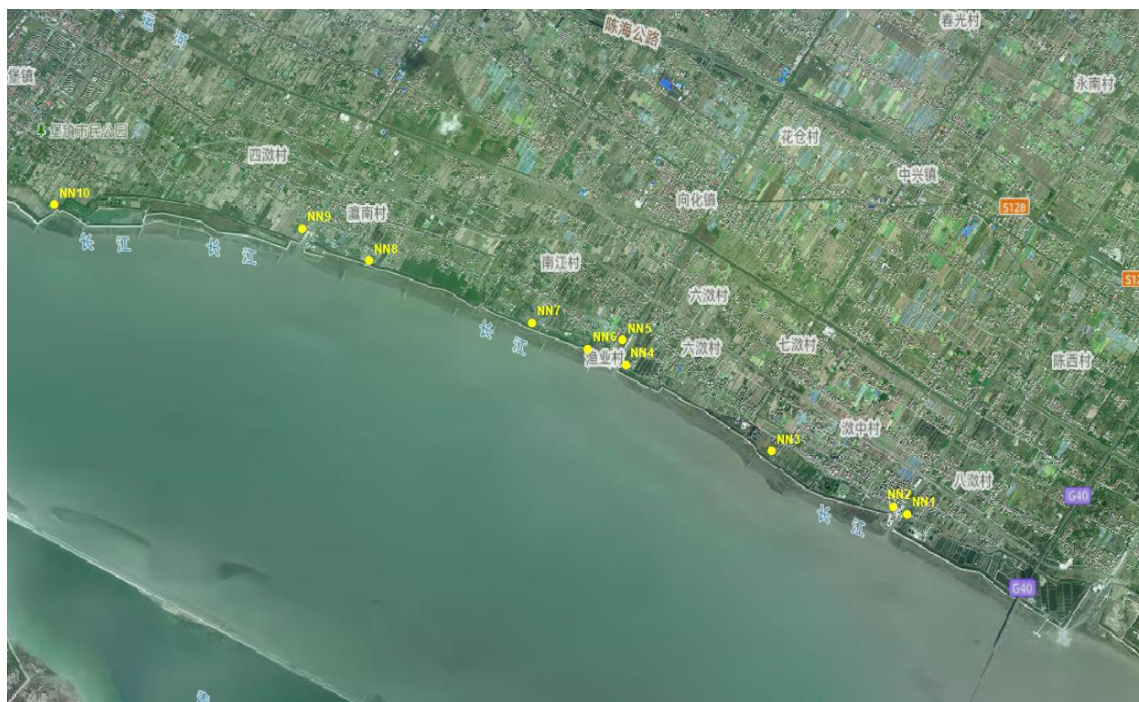 春光村
运 河
陈海公路
堡镇
永南村
堡镇市民公园
花仓村
四滧村
中兴镇
向化镇
NN10
S128
瀛南村
NN9
长 江
长 江
NN8
南江村
S12
六滧村
NN7
长 江
NN5
NN6
六滧村
七滧村
渔业村
NN4
陈西村
滧中村
NN3
八滧村
G40
NN2
NN1
长 江
G40